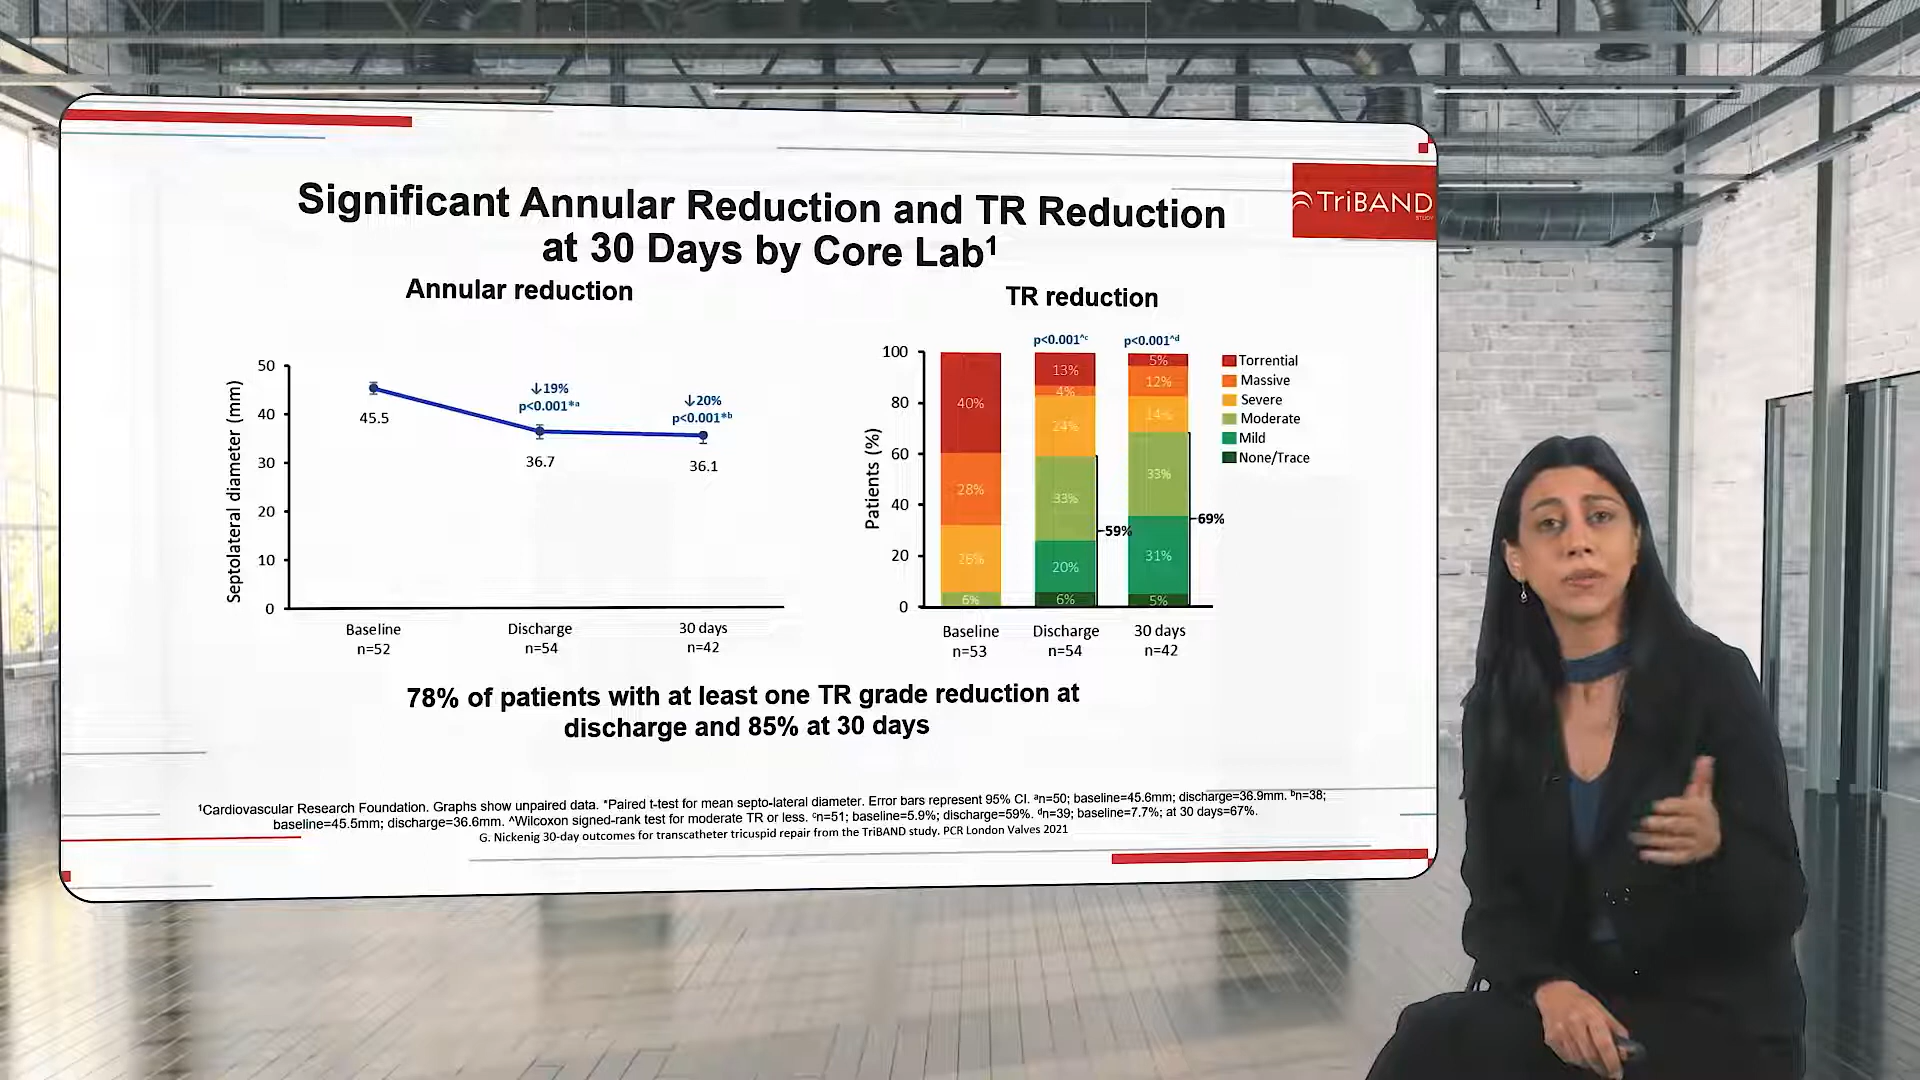 TriBAND
STUDY
Significant Annular Reduction and TR Reduction
at 30 Days by Core Lab¹
Annular reduction
Septolateral diameter (mm)
50
40
30
20
10
0
45.5
↓19%
p<0.001*ᵃ
36.7
↓20%
p<0.001*ᵇ
36.1
Baseline
n=52
Discharge
n=54
30 days
n=42
TR reduction
Patients (%)
100
80
60
40
20
0
40%
28%
26%
6%
p<0.001^ᶜ
13%
4%
24%
33%
20%
6%
59%
p<0.001^ᵈ
5%
12%
14%
33%
31%
5%
69%
Baseline
n=53
Discharge
n=54
30 days
n=42
Torrential
Massive
Severe
Moderate
Mild
None/Trace
78% of patients with at least one TR grade reduction at
discharge and 85% at 30 days
¹Cardiovascular Research Foundation. Graphs show unpaired data. *Paired t-test for mean septo-lateral diameter. Error bars represent 95% CI. ᵃn=50; baseline=45.6mm; discharge=36.9mm. ᵇn=38;
baseline=45.5mm; discharge=36.6mm. ^Wilcoxon signed-rank test for moderate TR or less. ᶜn=51; baseline=5.9%; discharge=59%. ᵈn=39; baseline=7.7%; at 30 days=67%.
G. Nickenig 30-day outcomes for transcatheter tricuspid repair from the TriBAND study. PCR London Valves 2021